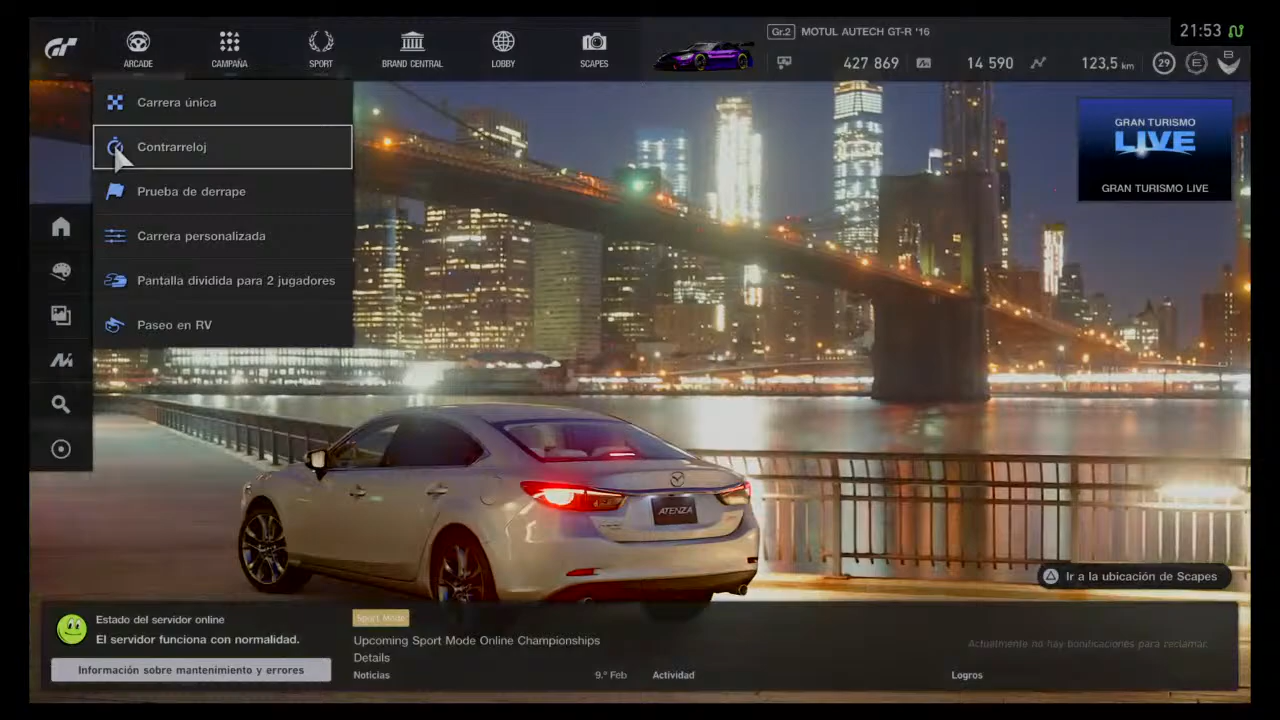 Gr.2 MOTUL AUTECH GT-R '16
21:53
ARCADE
CAMPAÑA
SPORT
BRAND CENTRAL
LOBBY
SCAPES
427 869
14 590
123,5 km
29
E
B
Carrera única
Contrarreloj
Prueba de derrape
Carrera personalizada
Pantalla dividida para 2 jugadores
Paseo en RV
GRAN TURISMO
LIVE
GRAN TURISMO LIVE
ATENZA
Ir a la ubicación de Scapes
Estado del servidor online
El servidor funciona con normalidad.
Información sobre mantenimiento y errores
Sport Mode
Upcoming Sport Mode Online Championships
Details
Noticias
9.º Feb
Actividad
Actualmente no hay bonificaciones para reclamar.
Logros